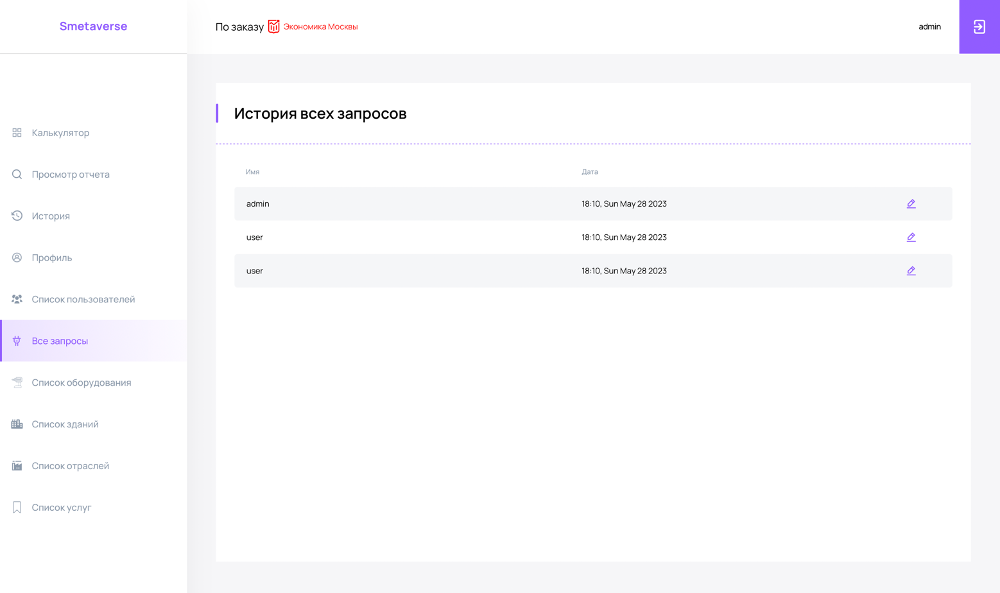 Smetaverse
По заказу Экономика Москвы
admin
Калькулятор
Просмотр отчета
История
Профиль
Список пользователей
Все запросы
Список оборудования
Список зданий
Список отраслей
Список услуг
История всех запросов
Имя Дата
admin 18:10, Sun May 28 2023
user 18:10, Sun May 28 2023
user 18:10, Sun May 28 2023